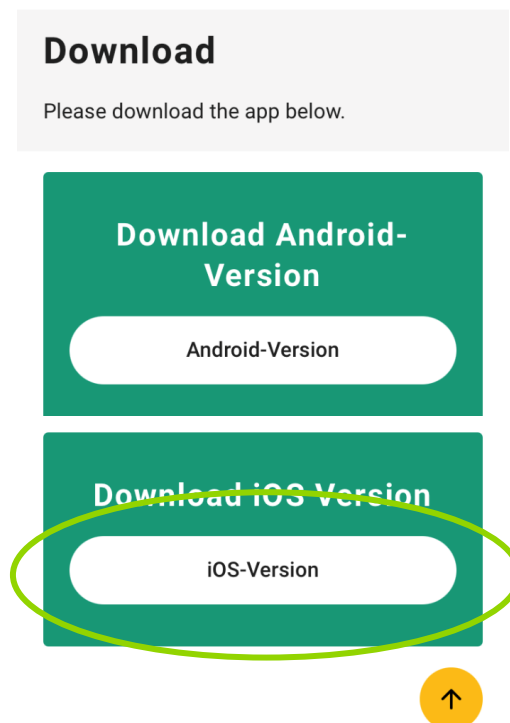 Download
Please download the app below.
Download Android-
Version
Android-Version
Download iOS Version
iOS-Version